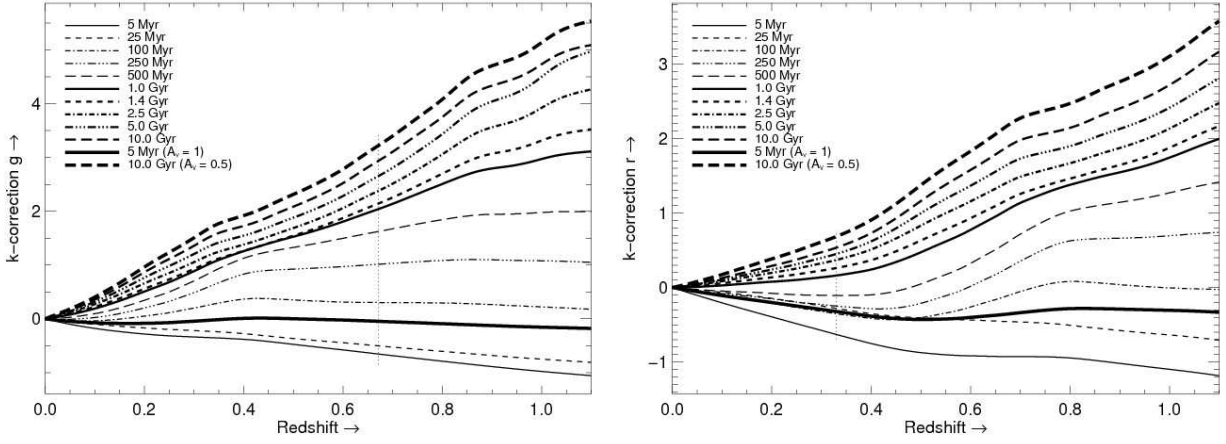 k-correction g →
4
2
0
5 Myr
25 Myr
100 Myr
250 Myr
500 Myr
1.0 Gyr
1.4 Gyr
2.5 Gyr
5.0 Gyr
10.0 Gyr
5 Myr (Aᵥ = 1)
10.0 Gyr (Aᵥ = 0.5)
0.0 0.2 0.4 0.6 0.8 1.0
Redshift →
k-correction r →
3
2
1
0
−1
5 Myr
25 Myr
100 Myr
250 Myr
500 Myr
1.0 Gyr
1.4 Gyr
2.5 Gyr
5.0 Gyr
10.0 Gyr
5 Myr (Aᵥ = 1)
10.0 Gyr (Aᵥ = 0.5)
0.0 0.2 0.4 0.6 0.8 1.0
Redshift →